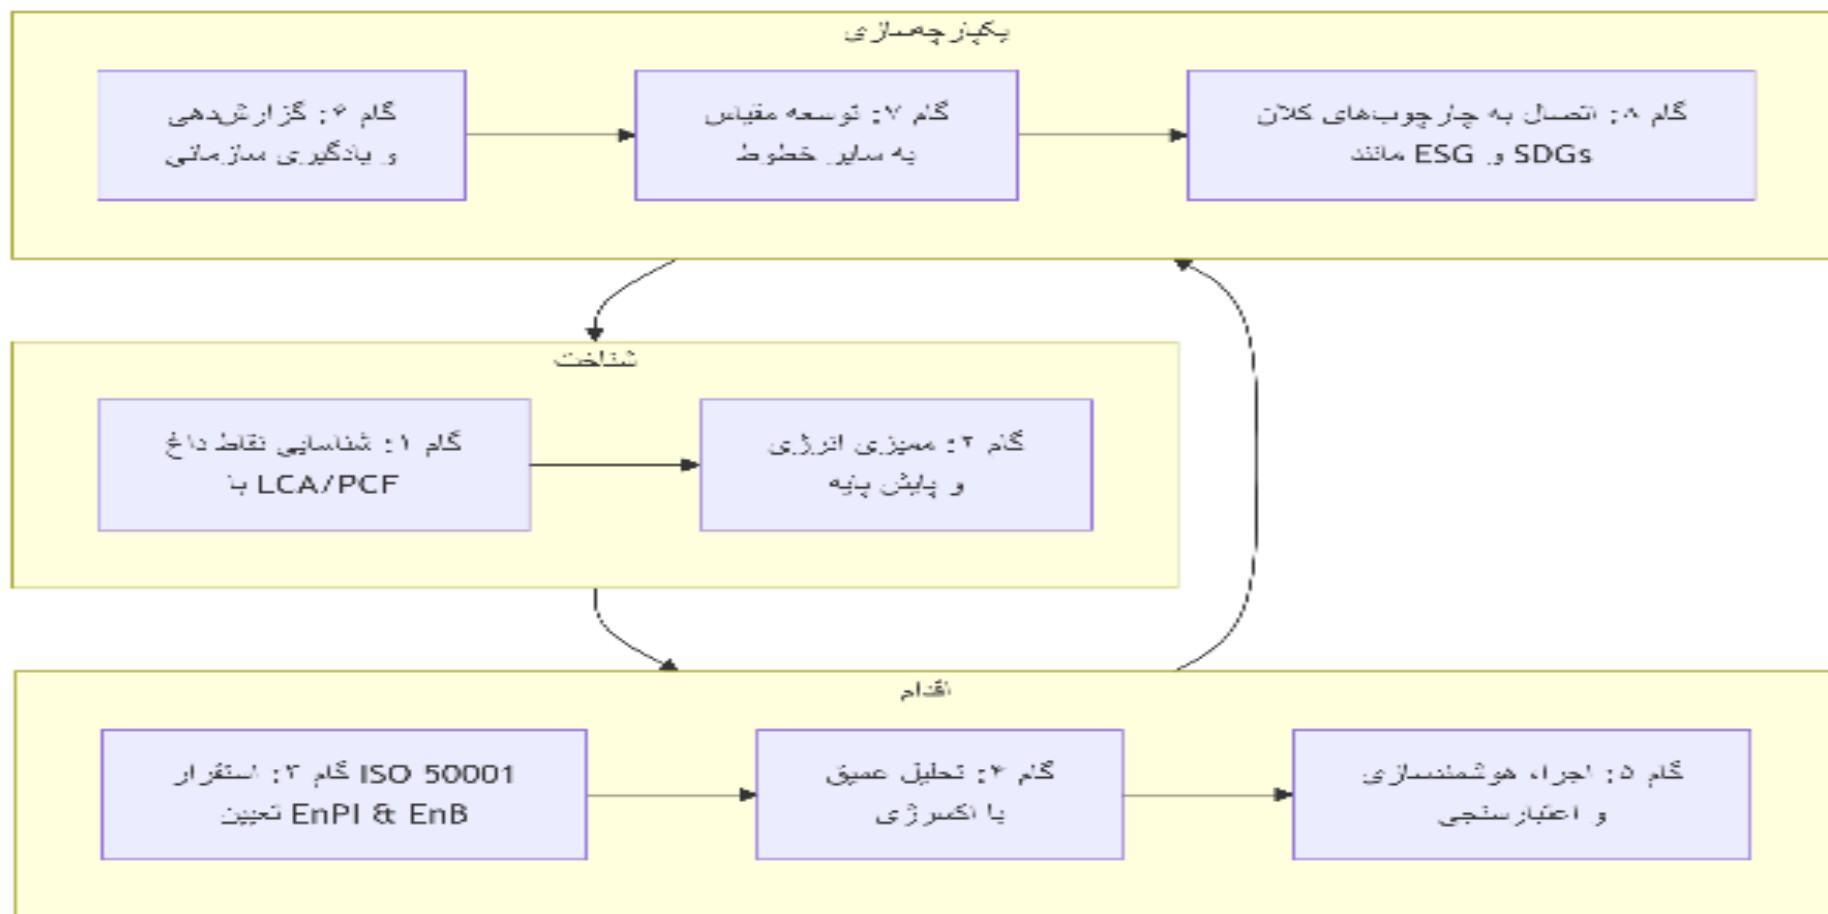 یکپارچه‌سازی
گام ۶: گزارش‌دهی
و یادگیری سازمانی
گام ۷: توسعه مقیاس
به سایر خطوط
گام ۸: اتصال به چارچوب‌های کلان
مانند ESG و SDGs
شناخت
گام ۱: شناسایی نقاط داغ
با LCA/PCF
گام ۲: ممیزی انرژی
و پایش پایه
اقدام
گام ۳: استقرار ISO 50001
تعیین EnPI & EnB
گام ۴: تحلیل عمیق
با اکسرژی
گام ۵: اجرا، هوشمندسازی
و اعتبارسنجی